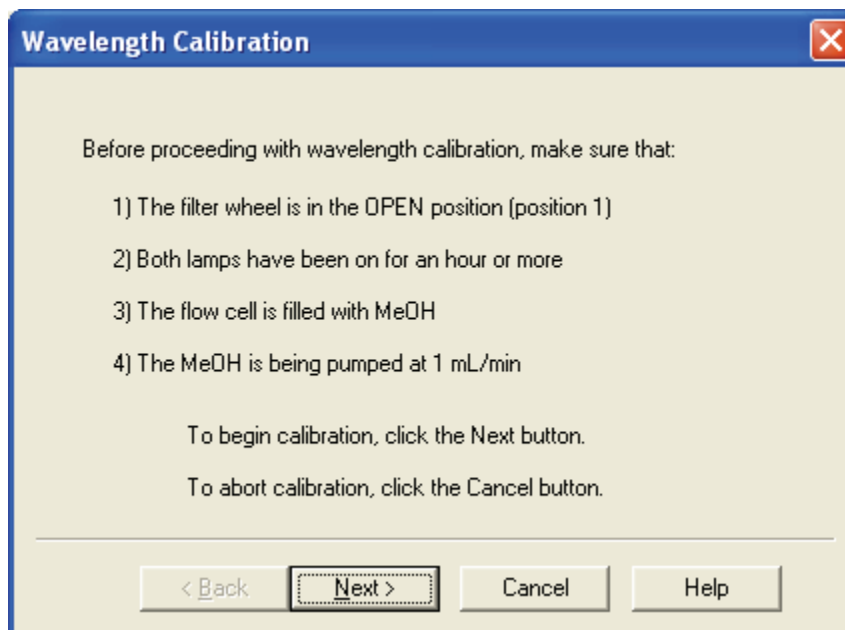 Wavelength Calibration
Before proceeding with wavelength calibration, make sure that:
1) The filter wheel is in the OPEN position (position 1)
2) Both lamps have been on for an hour or more
3) The flow cell is filled with MeOH
4) The MeOH is being pumped at 1 mL/min
To begin calibration, click the Next button.
To abort calibration, click the Cancel button.
< Back Next > Cancel Help